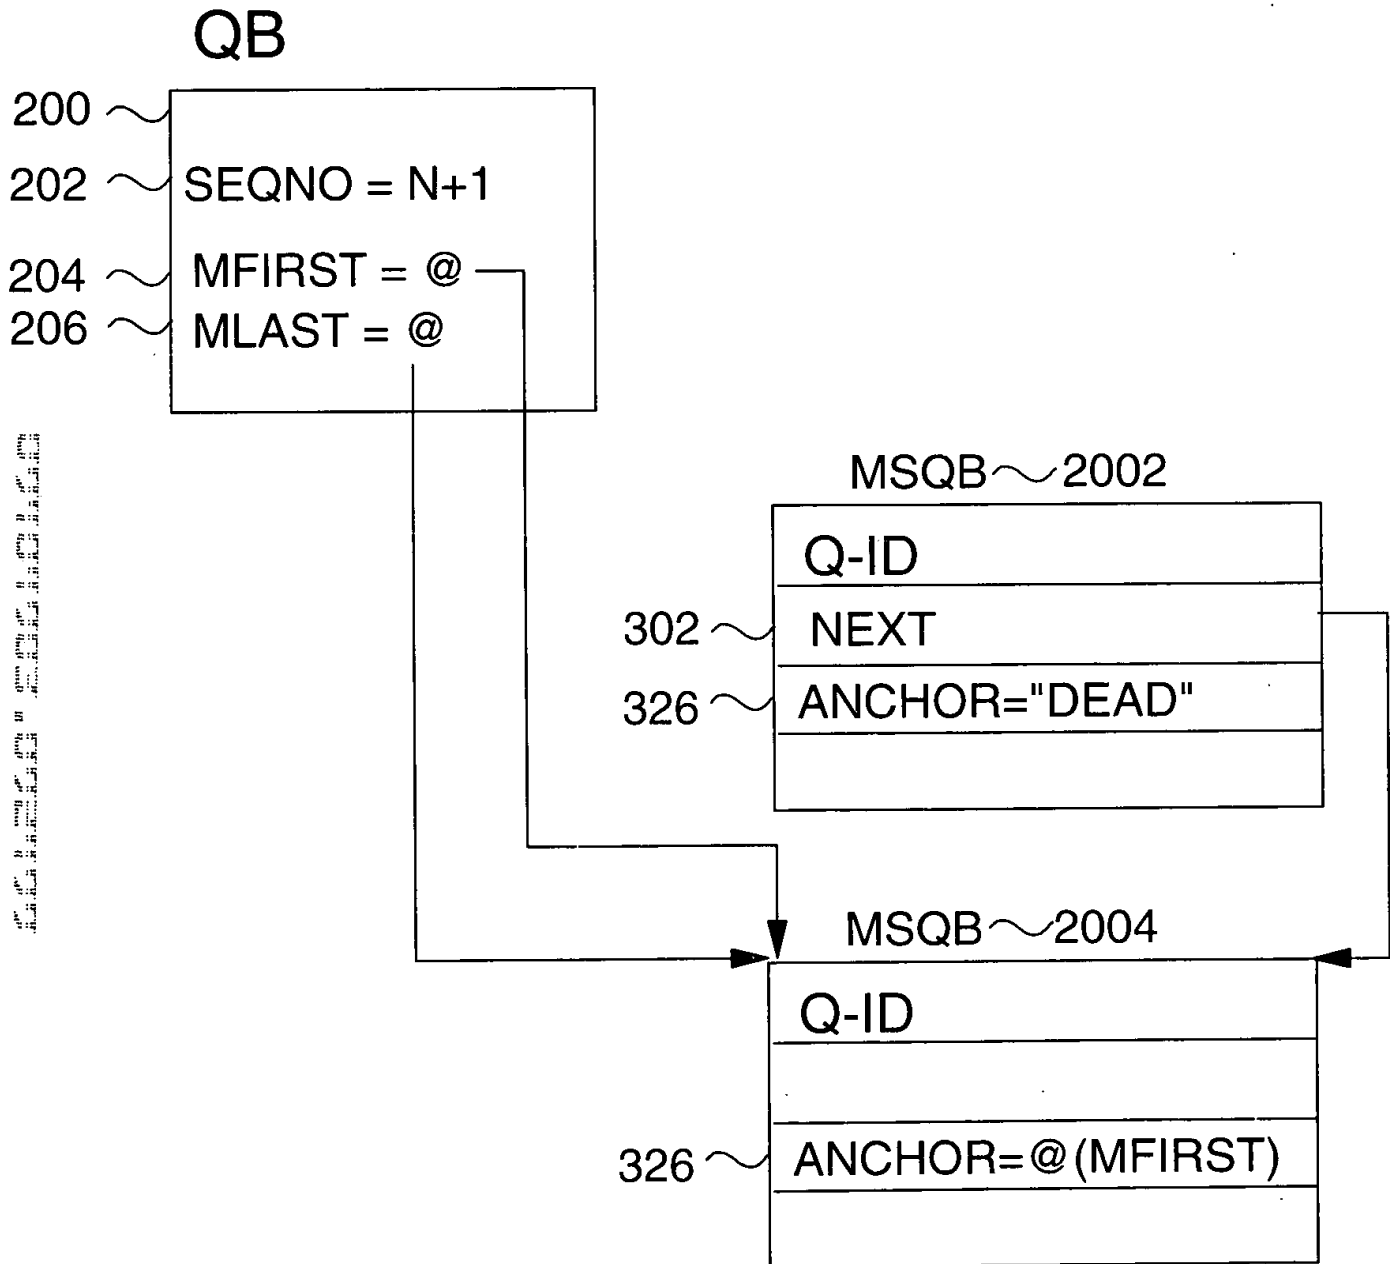 QB
200
202 SEQNO = N+1
204 MFIRST = @
206 MLAST = @
MSQB 2002
Q-ID
302 NEXT
326 ANCHOR="DEAD"
MSQB 2004
Q-ID
326 ANCHOR=@(MFIRST)